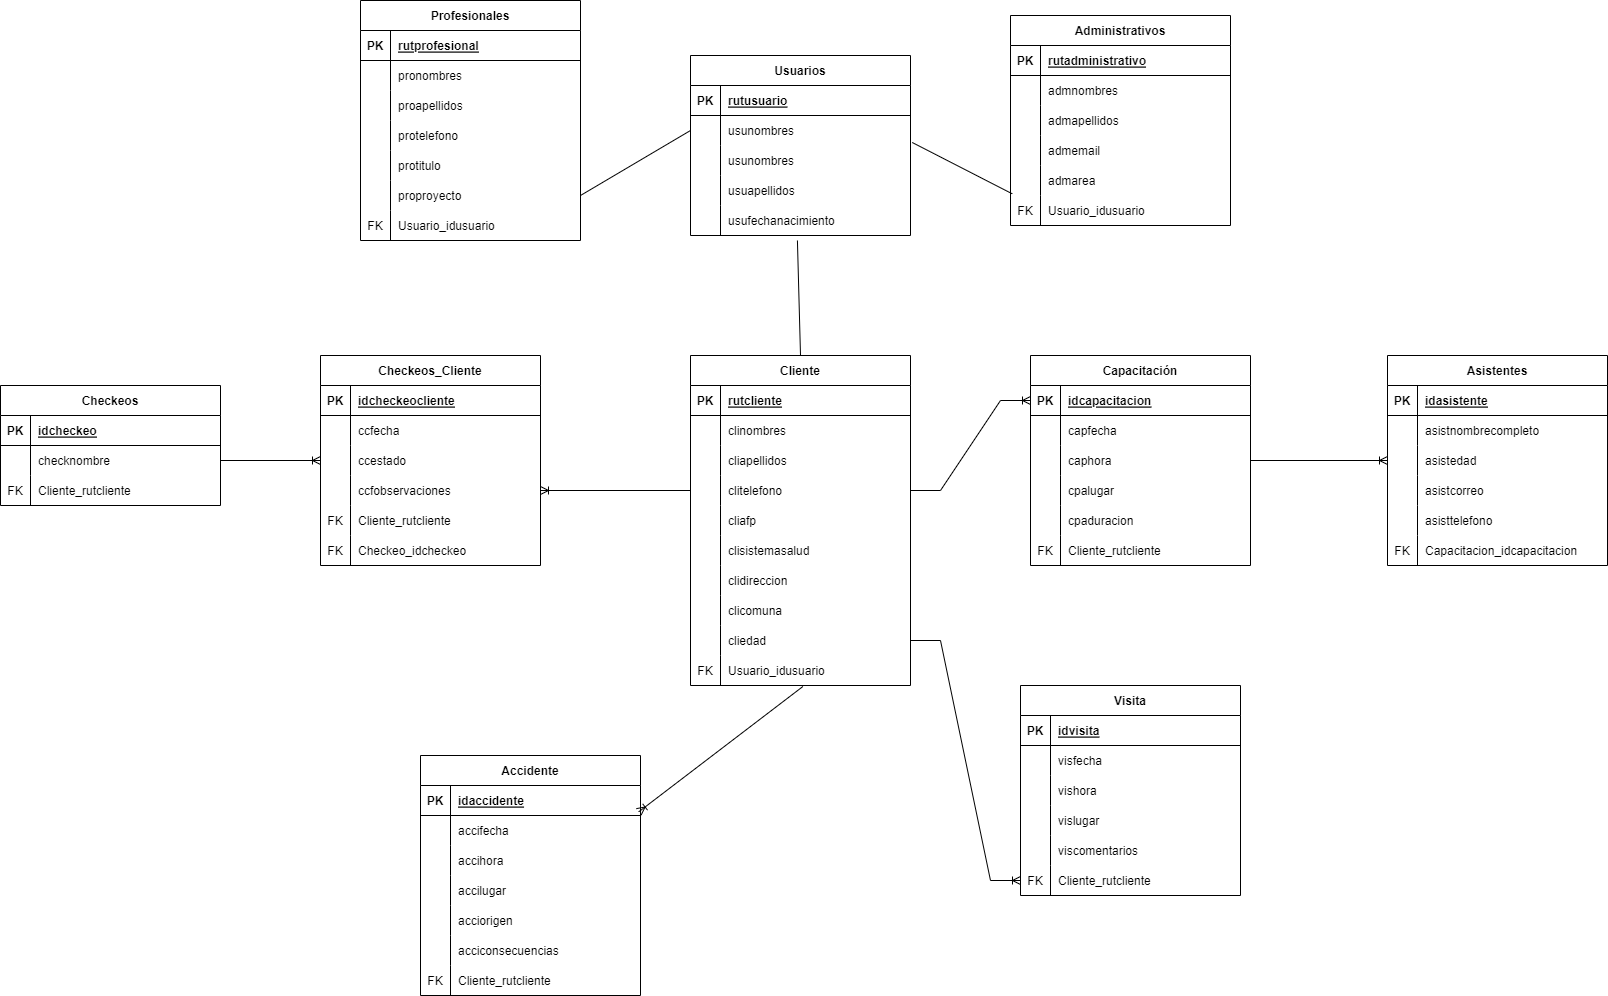 Profesionales
PK rutprofesional
pronombres
proapellidos
protelefono
protitulo
proproyecto
FK Usuario_idusuario
Usuarios
PK rutusuario
usunombres
usunombres
usuapellidos
usufechanacimiento
Administrativos
PK rutadministrativo
admnombres
admapellidos
admemail
admarea
FK Usuario_idusuario
Checkeos
PK idcheckeo
checknombre
FK Cliente_rutcliente
Checkeos_Cliente
PK idcheckeocliente
ccfecha
ccestado
ccfobservaciones
FK Cliente_rutcliente
FK Checkeo_idcheckeo
Cliente
PK rutcliente
clinombres
cliapellidos
clitelefono
cliafp
clisistemasalud
clidireccion
clicomuna
cliedad
FK Usuario_idusuario
Capacitación
PK idcapacitacion
capfecha
caphora
cpalugar
cpaduracion
FK Cliente_rutcliente
Asistentes
PK idasistente
asistnombrecompleto
asistedad
asistcorreo
asisttelefono
FK Capacitacion_idcapacitacion
Accidente
PK idaccidente
accifecha
accihora
accilugar
acciorigen
acciconsecuencias
FK Cliente_rutcliente
Visita
PK idvisita
visfecha
vishora
vislugar
viscomentarios
FK Cliente_rutcliente